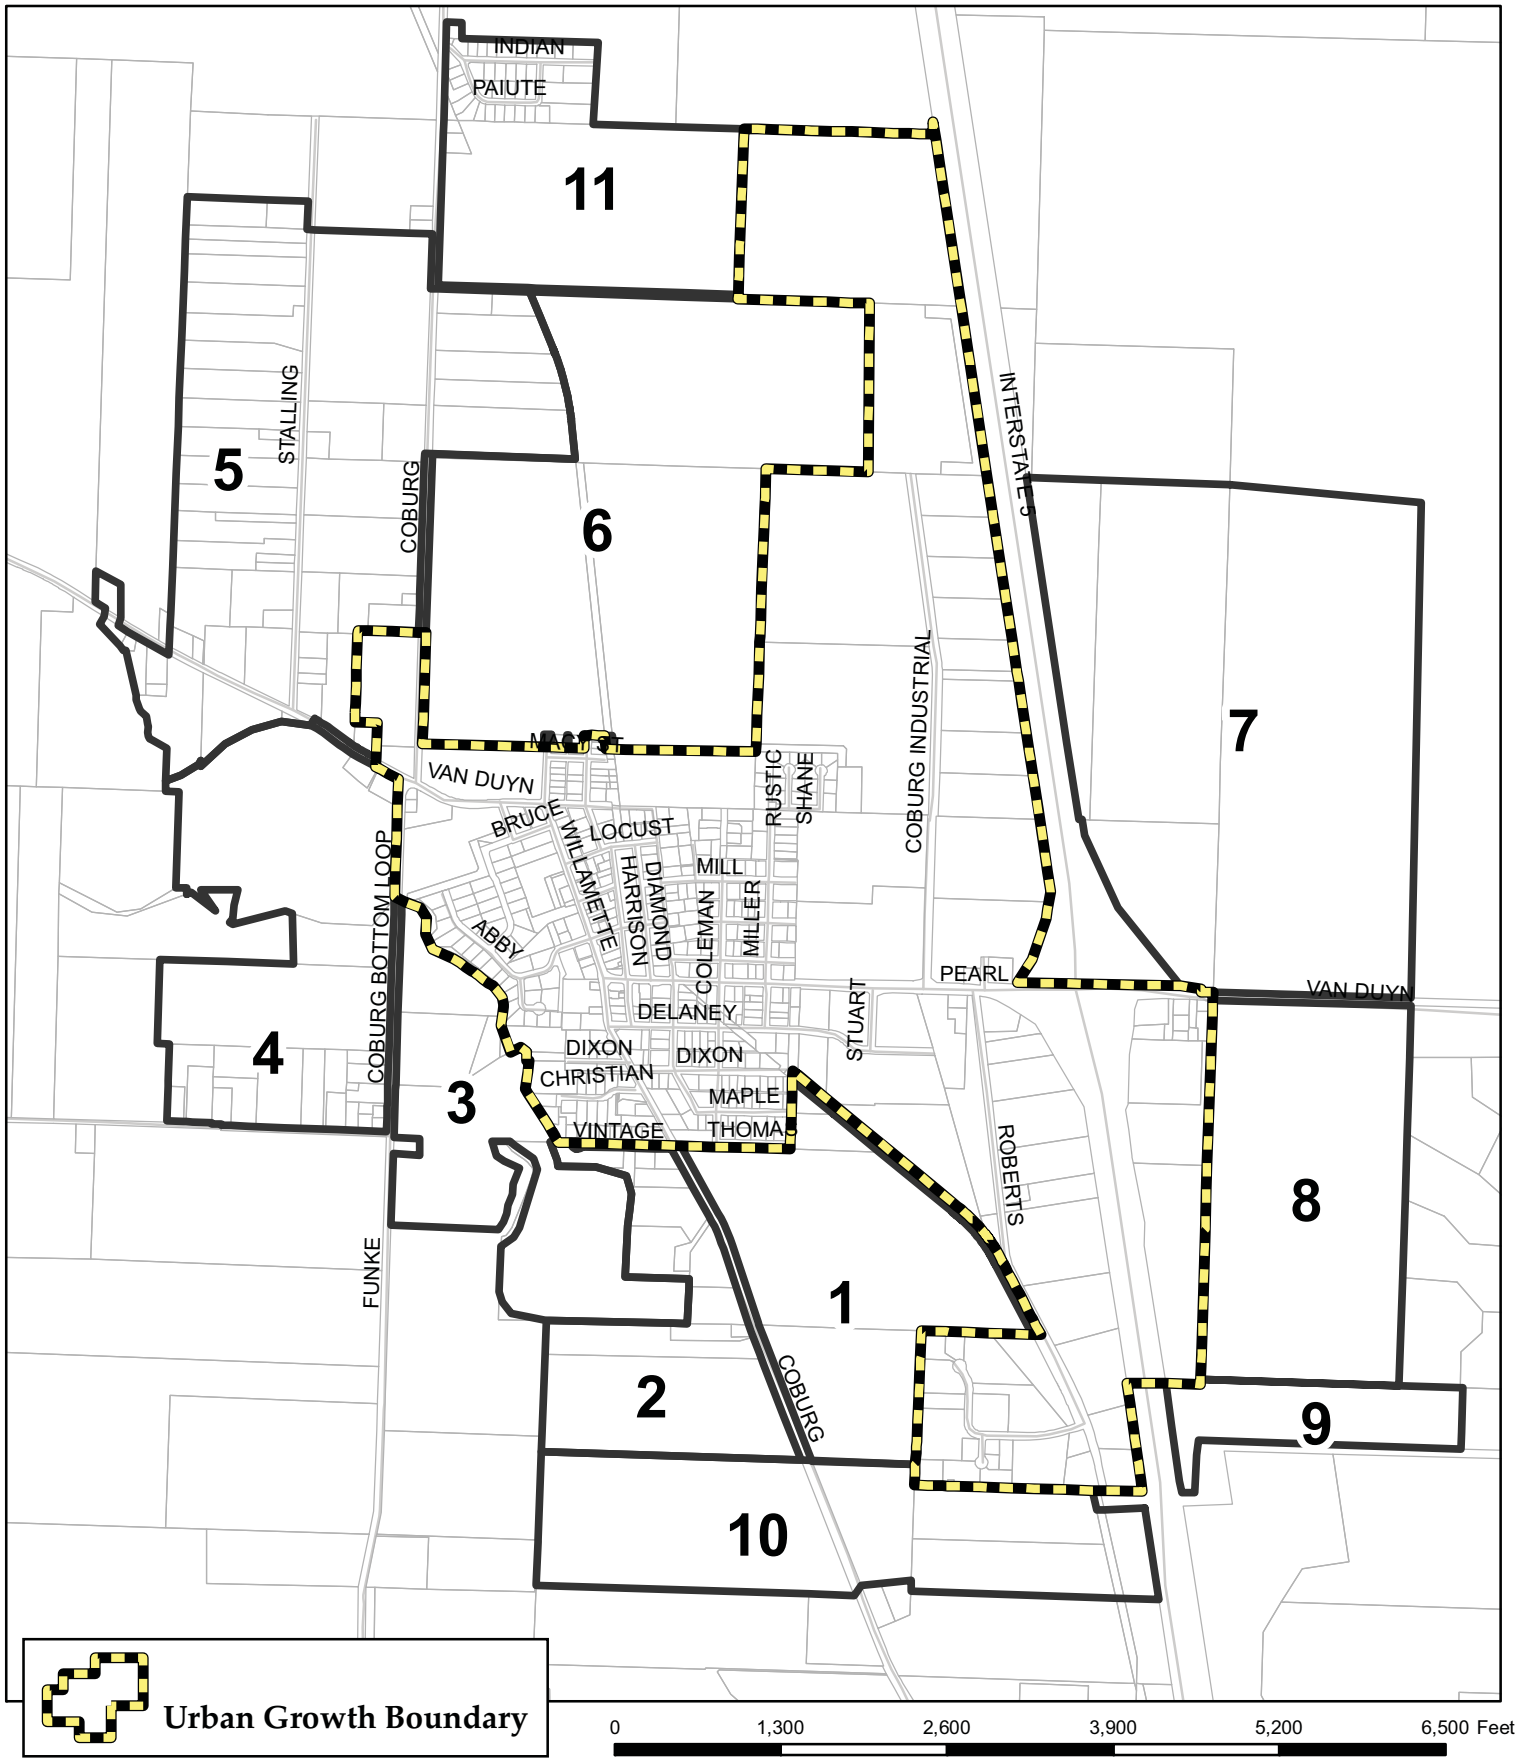 INDIAN
PAIUTE
11
INTERSTATE 5
STALLING
5
COBURG
6
7
COBURG INDUSTRIAL
MACY ST
VAN DUYN
RUSTIC
SHANE
BRUCE
LOCUST
WILLAMETTE
HARRISON
DIAMOND
MILL
COLEMAN
MILLER
COBURG BOTTOM LOOP
ABBY
PEARL
VAN DUYN
STUART
DELANEY
4
DIXON
DIXON
CHRISTIAN
3
MAPLE
VINTAGE
THOMAS
ROBERTS
8
FUNKE
1
2
COBURG
9
10
Urban Growth Boundary
0 1,300 2,600 3,900 5,200 6,500 Feet